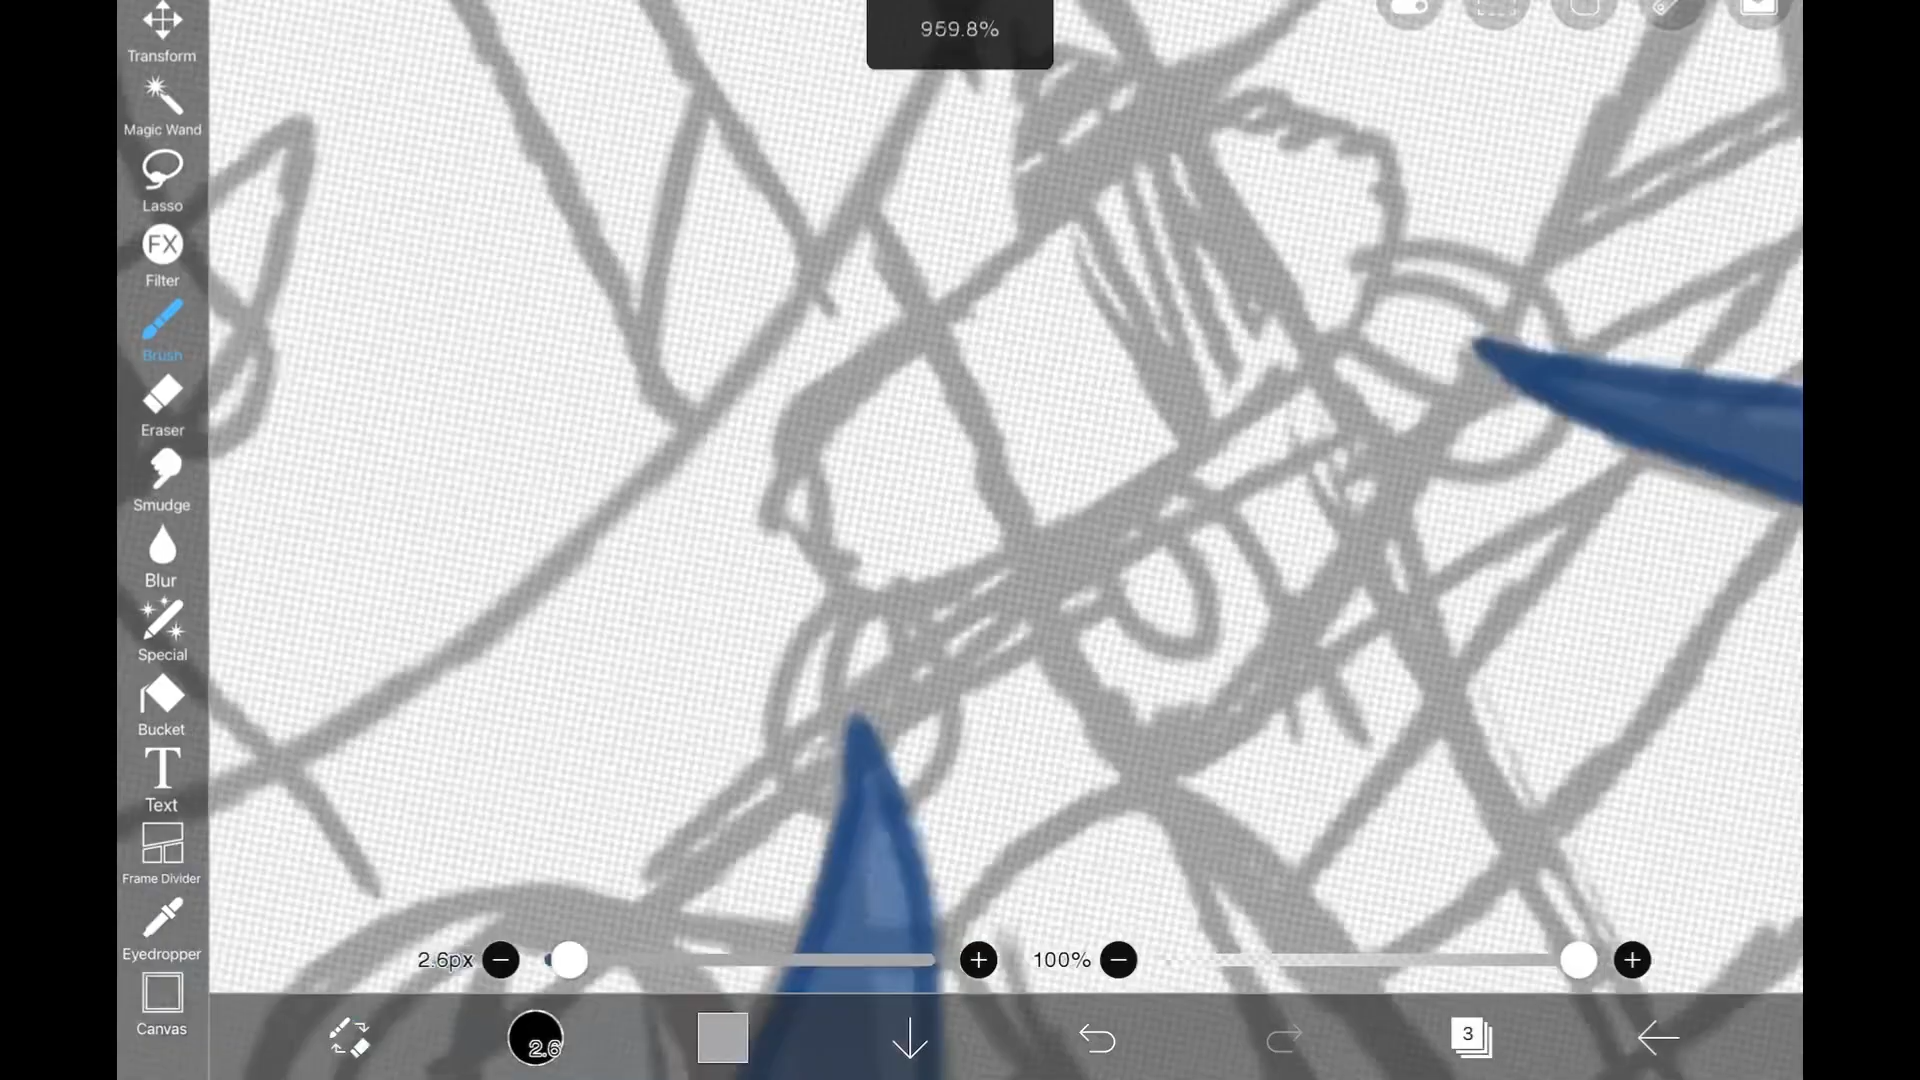 959.8%
Transform
Magic Wand
Lasso
FX
Filter
Brush
Eraser
Smudge
Blur
Special
Bucket
T
Text
Frame Divider
Eyedropper
Canvas
2.6px
100%
2.6
3